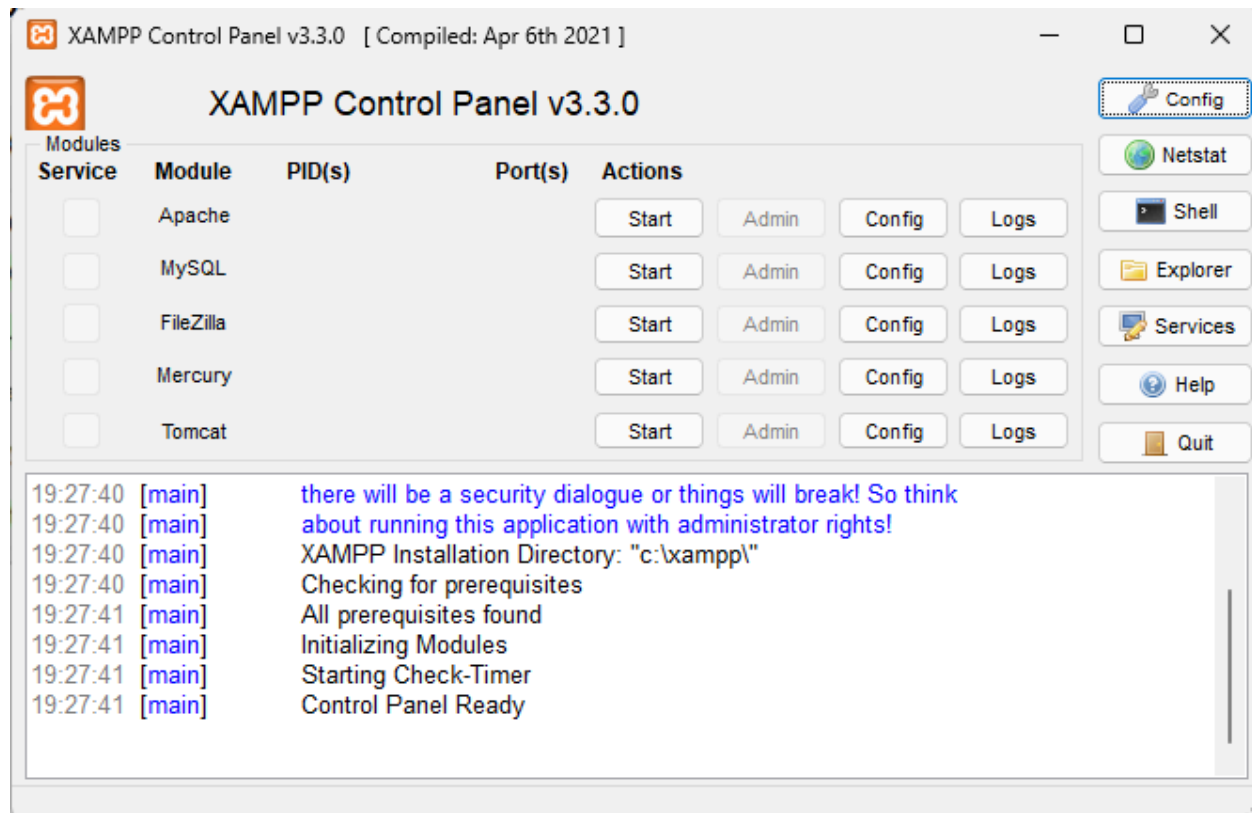 XAMPP Control Panel v3.3.0 [ Compiled: Apr 6th 2021 ]
XAMPP Control Panel v3.3.0
Config
Modules
Service Module PID(s) Port(s) Actions
Netstat
Apache Start Admin Config Logs
Shell
MySQL Start Admin Config Logs
Explorer
FileZilla Start Admin Config Logs
Services
Mercury Start Admin Config Logs
Help
Tomcat Start Admin Config Logs
Quit
19:27:40 [main] there will be a security dialogue or things will break! So think
19:27:40 [main] about running this application with administrator rights!
19:27:40 [main] XAMPP Installation Directory: "c:\xampp\"
19:27:40 [main] Checking for prerequisites
19:27:41 [main] All prerequisites found
19:27:41 [main] Initializing Modules
19:27:41 [main] Starting Check-Timer
19:27:41 [main] Control Panel Ready